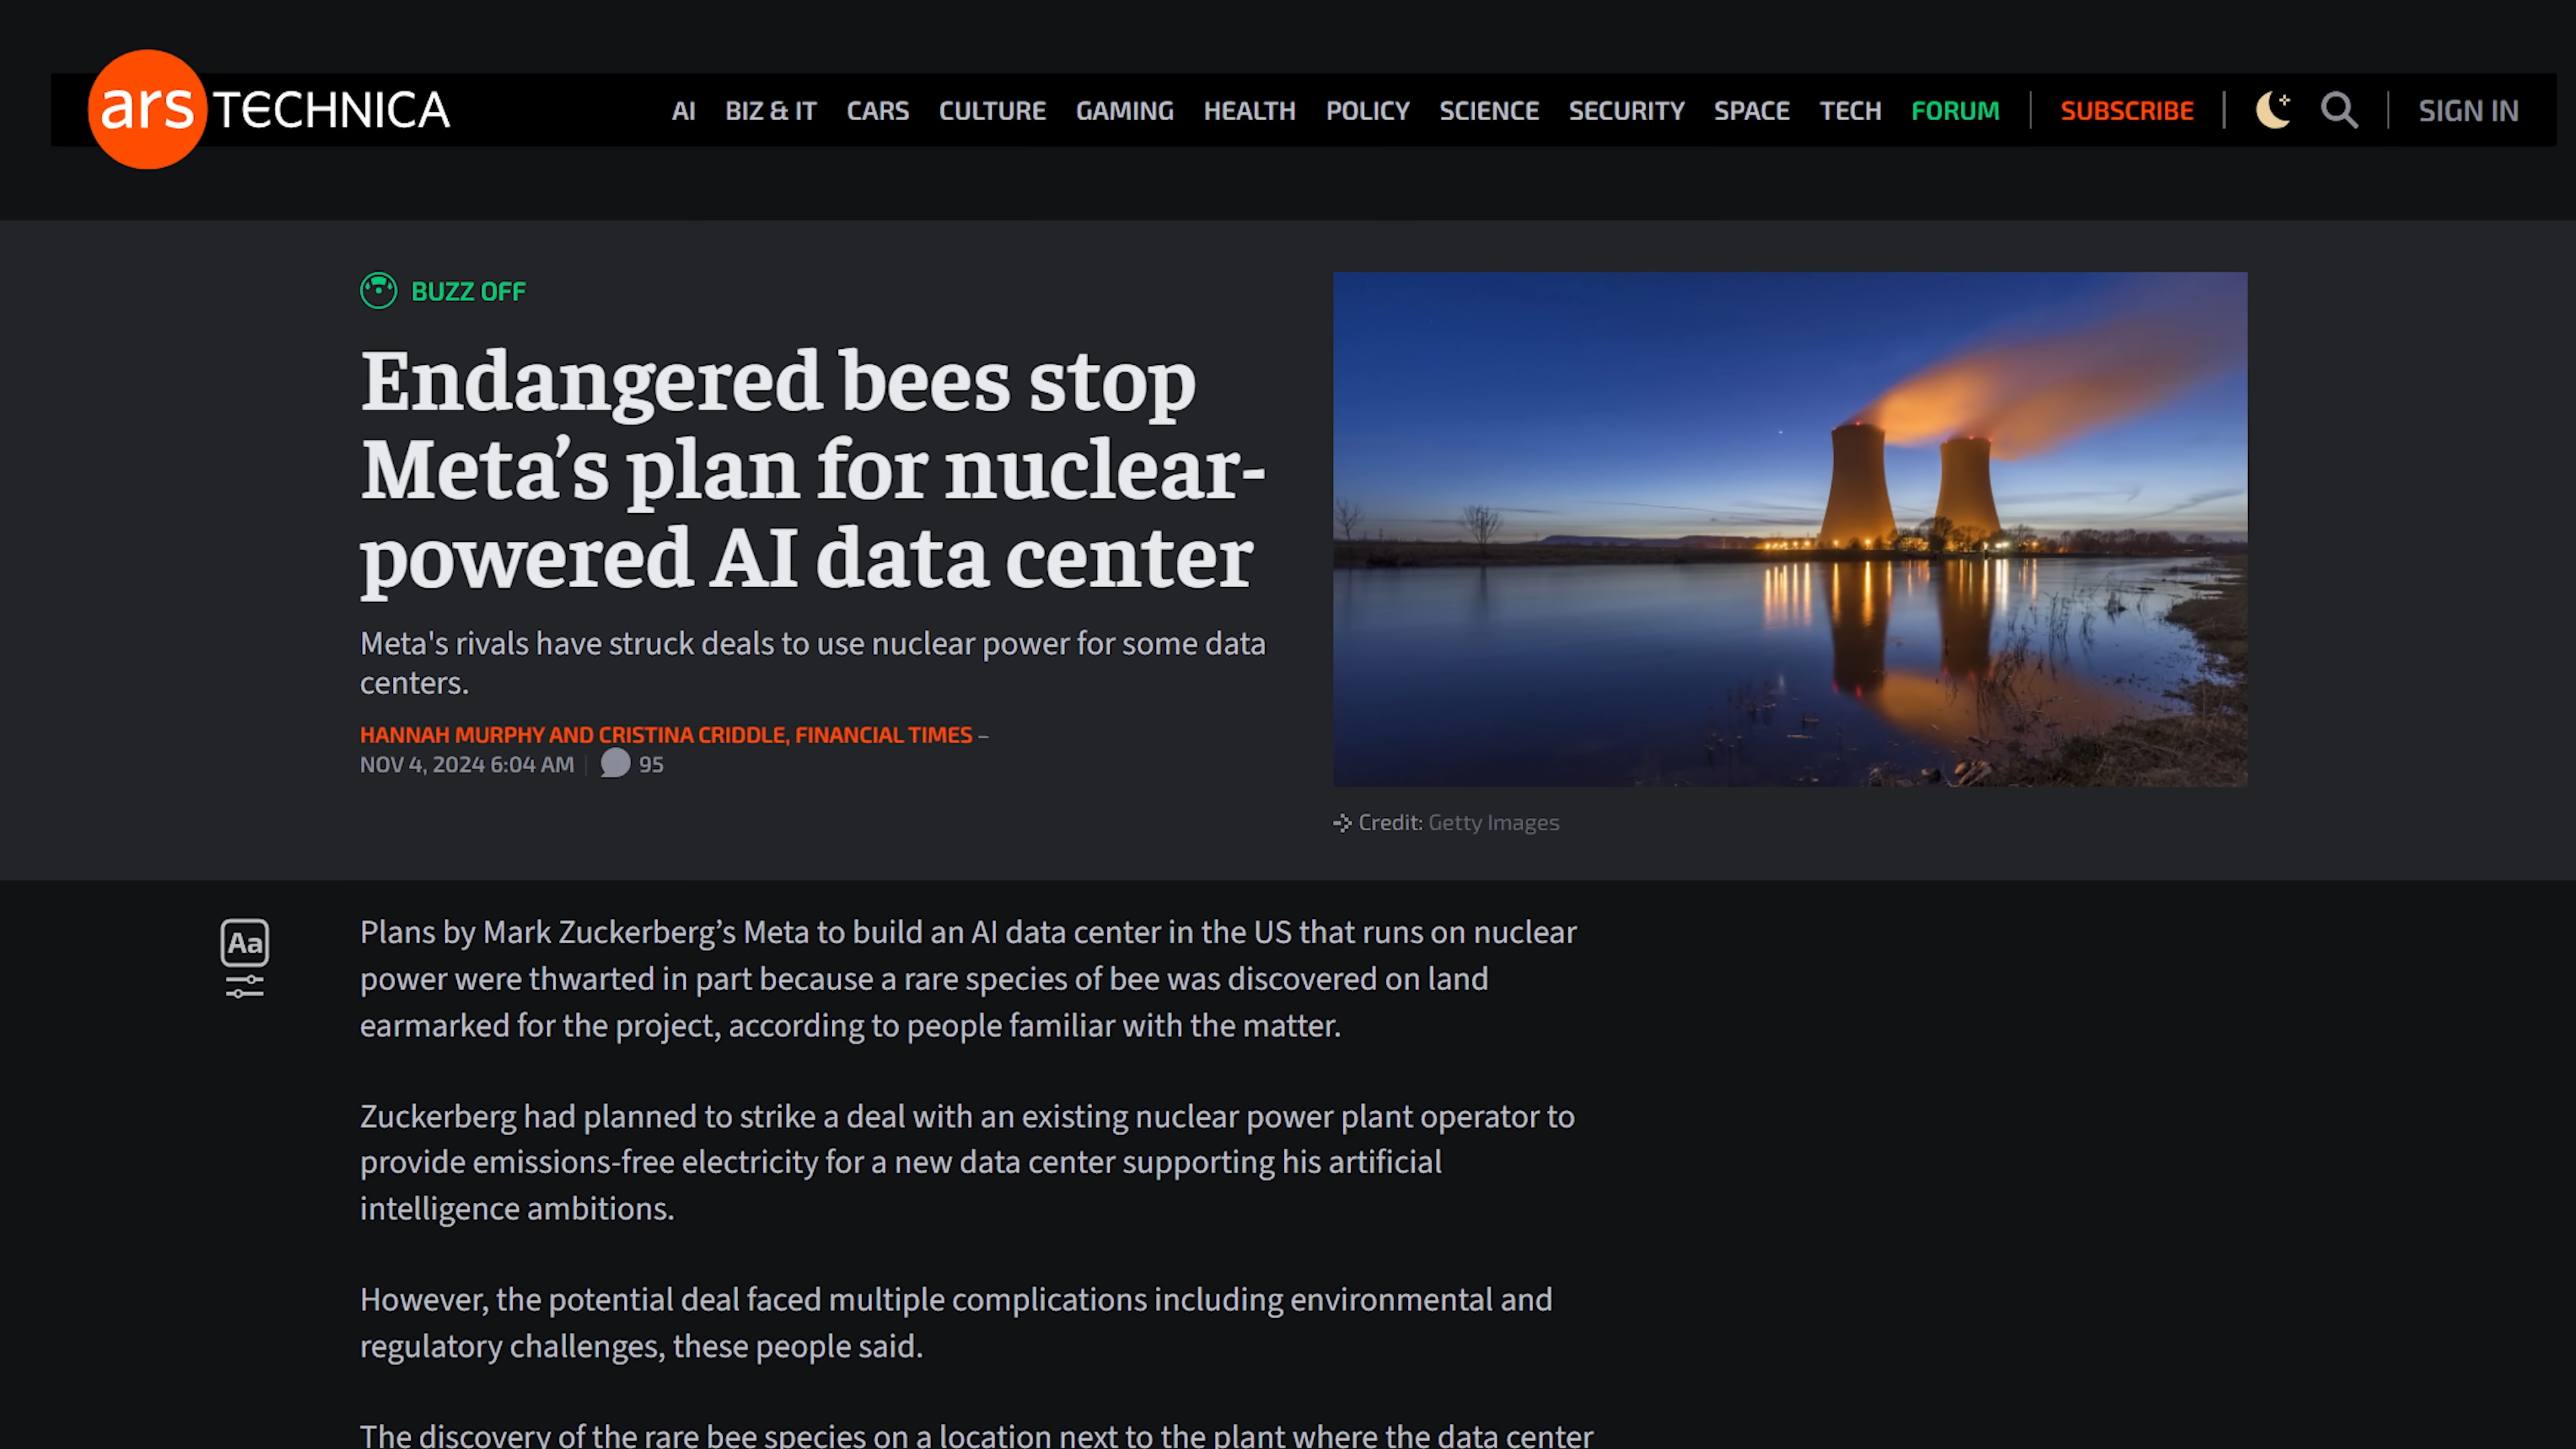 ars TECHNICA
AI BIZ & IT CARS CULTURE GAMING HEALTH POLICY SCIENCE SECURITY SPACE TECH FORUM SUBSCRIBE SIGN IN
BUZZ OFF
Endangered bees stop
Meta’s plan for nuclear-
powered AI data center
Meta's rivals have struck deals to use nuclear power for some data
centers.
HANNAH MURPHY AND CRISTINA CRIDDLE, FINANCIAL TIMES –
NOV 4, 2024 6:04 AM | 95
Credit: Getty Images
Aa
Plans by Mark Zuckerberg’s Meta to build an AI data center in the US that runs on nuclear
power were thwarted in part because a rare species of bee was discovered on land
earmarked for the project, according to people familiar with the matter.
Zuckerberg had planned to strike a deal with an existing nuclear power plant operator to
provide emissions-free electricity for a new data center supporting his artificial
intelligence ambitions.
However, the potential deal faced multiple complications including environmental and
regulatory challenges, these people said.
The discovery of the rare bee species on a location next to the plant where the data center